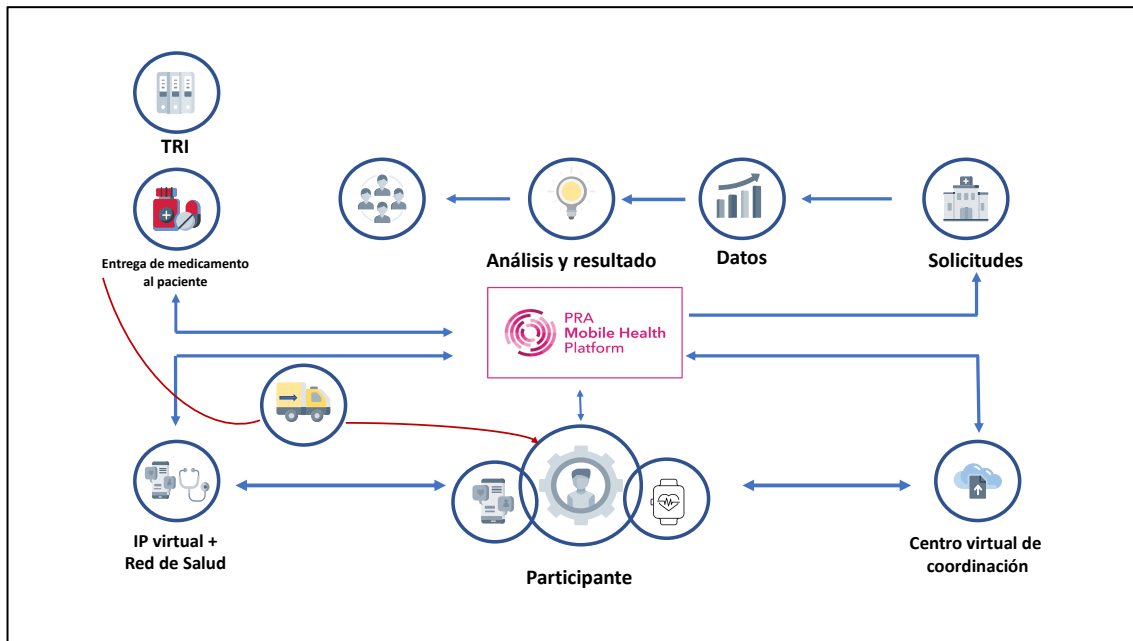 TRI
Entrega de medicamento
al paciente
Análisis y resultado
Datos
Solicitudes
PRA
Mobile Health
Platform
IP virtual +
Red de Salud
Participante
Centro virtual de
coordinación